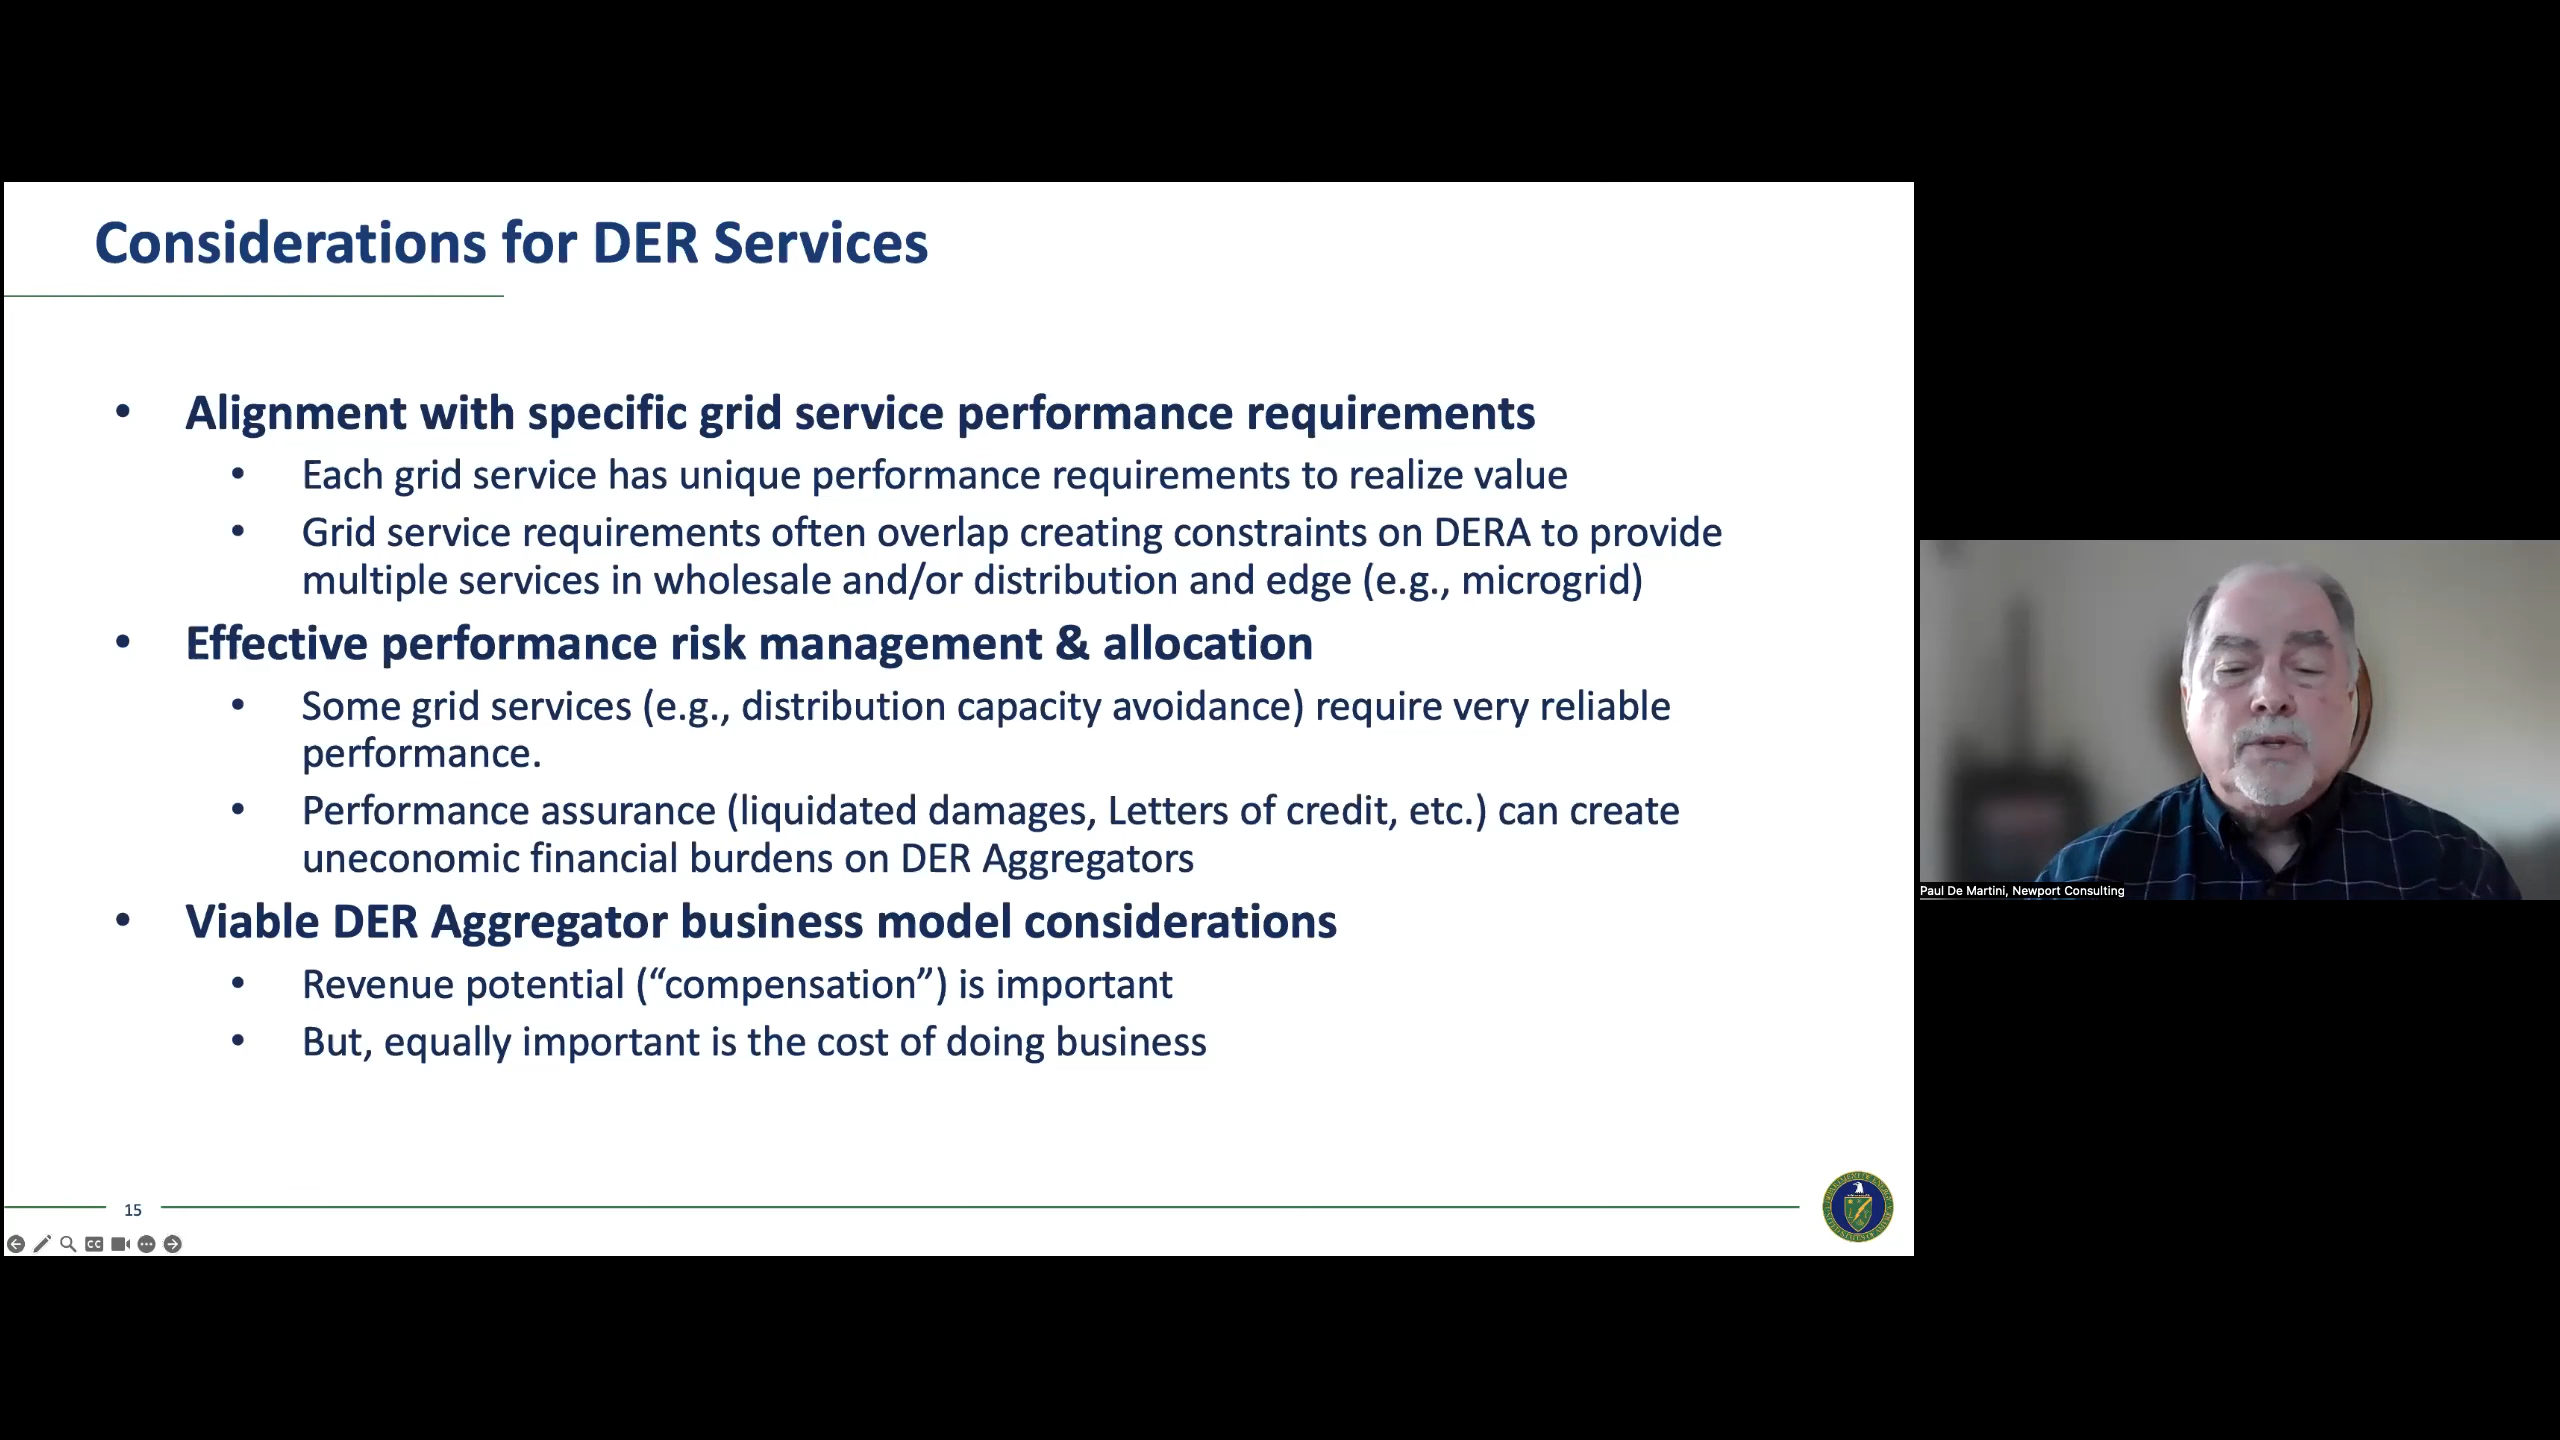 Considerations for DER Services
• Alignment with specific grid service performance requirements
• Each grid service has unique performance requirements to realize value
• Grid service requirements often overlap creating constraints on DERA to provide
multiple services in wholesale and/or distribution and edge (e.g., microgrid)
• Effective performance risk management & allocation
• Some grid services (e.g., distribution capacity avoidance) require very reliable
performance.
• Performance assurance (liquidated damages, Letters of credit, etc.) can create
uneconomic financial burdens on DER Aggregators
• Viable DER Aggregator business model considerations
• Revenue potential (“compensation”) is important
• But, equally important is the cost of doing business
15
CC
Paul De Martini, Newport Consulting